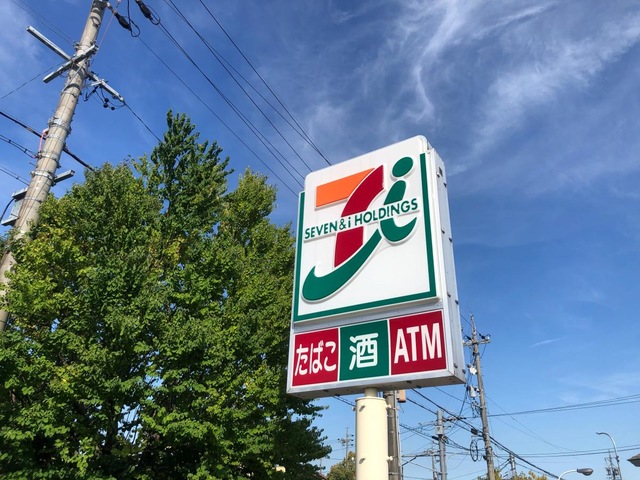 SEVEN&i HOLDINGS
たばこ 酒 ATM